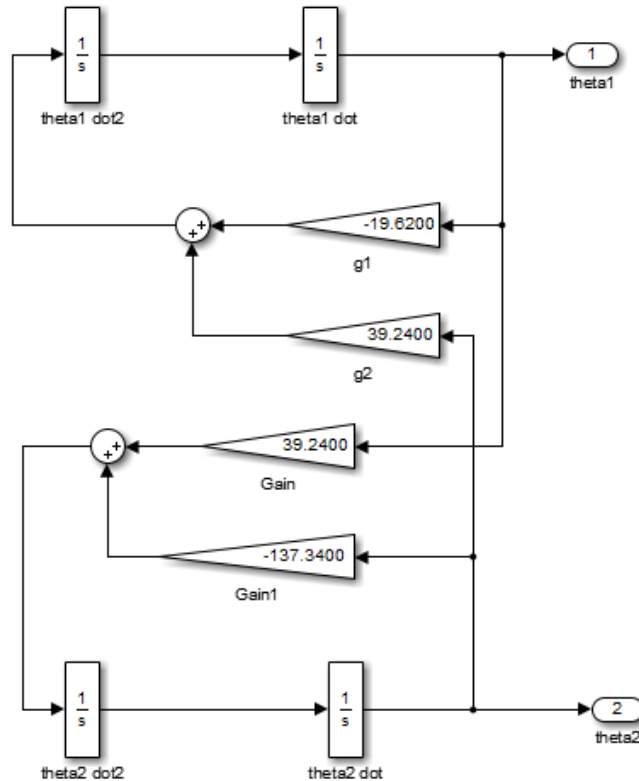 1
s
1
s
1
theta1 dot2
theta1 dot
theta1
-19.6200
+
+
g1
39.2400
g2
39.2400
+
+
Gain
-137.3400
Gain1
1
s
1
s
2
theta2 dot2
theta2 dot
theta2